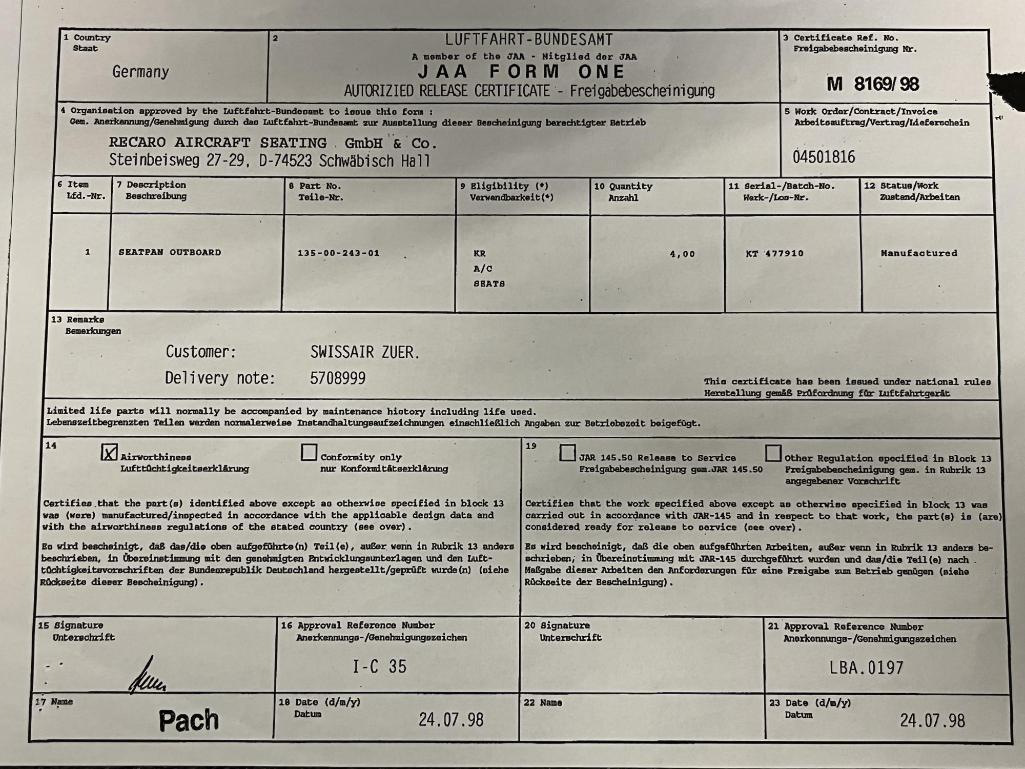 1 Country
Staat
Germany
2
LUFTFAHRT-BUNDESAMT
A member of the JAA - Mitglied der JAA
JAA FORM ONE
AUTORIZIED RELEASE CERTIFICATE - Freigabebescheinigung
3 Certificate Ref. No.
Freigabebescheinigung Nr.
M 8169/98
4 Organisation approved by the Luftfahrt-Bundesamt to issue this form :
Gem. Anerkennung/Genehmigung durch das Luftfahrt-Bundesamt zur Ausstellung dieser Bescheinigung berechtigter Betrieb
RECARO AIRCRAFT SEATING GmbH & Co.
Steinbeisweg 27-29, D-74523 Schwäbisch Hall
5 Work Order/Contract/Invoice
Arbeitsauftrag/Vertrag/Lieferschein
04501816
6 Item
Lfd.-Nr.
7 Description
Beschreibung
8 Part No.
Teile-Nr.
9 Eligibility (*)
Verwendbarkeit(*)
10 Quantity
Anzahl
11 Serial-/Batch-No.
Werk-/Los-Nr.
12 Status/Work
Zustand/Arbeiten
1 SEATPAN OUTBOARD 135-00-243-01 KR 4,00 KT 477910 Manufactured
A/C
SEATS
13 Remarks
Bemerkungen
Customer: SWISSAIR ZUER.
Delivery note: 5708999
This certificate has been issued under national rules
Herstellung gemäß Prüfordnung für Luftfahrtgerät
Limited life parts will normally be accompanied by maintenance history including life used.
Lebenszeitbegrenzten Teilen werden normalerweise Instandhaltungsaufzeichnungen einschließlich Angaben zur Betriebszeit beigefügt.
14
X Airworthiness
Lufttüchtigkeitserklärung
Conformity only
nur Konformitätserklärung
Certifies that the part(s) identified above except as otherwise specified in block 13
was (were) manufactured/inspected in accordance with the applicable design data and
with the airworthiness regulations of the stated country (see over).
Es wird bescheinigt, daß das/die oben aufgeführte(n) Teil(e), außer wenn in Rubrik 13 anders
beschrieben, in Übereinstimmung mit den genehmigten Entwicklungsunterlagen und den Luft-
tüchtigkeitsvorschriften der Bundesrepublik Deutschland hergestellt/geprüft wurde(n) (siehe
Rückseite dieser Bescheinigung).
19
JAR 145.50 Release to Service
Freigabebescheinigung gem.JAR 145.50
Other Regulation specified in Block 13
Freigabebescheinigung gem. in Rubrik 13
angegebener Vorschrift
Certifies that the work specified above except as otherwise specified in block 13 was
carried out in accordance with JAR-145 and in respect to that work, the part(s) is (are)
considered ready for release to service (see over).
Es wird bescheinigt, daß die oben aufgeführten Arbeiten, außer wenn in Rubrik 13 anders be-
schrieben, in Übereinstimmung mit JAR-145 durchgeführt wurden und das/die Teil(e) nach
Maßgabe dieser Arbeiten den Anforderungen für eine Freigabe zum Betrieb genügen (siehe
Rückseite der Bescheinigung).
15 Signature
Unterschrift
16 Approval Reference Number
Anerkennungs-/Genehmigungszeichen
I-C 35
20 Signature
Unterschrift
21 Approval Reference Number
Anerkennungs-/Genehmigungszeichen
LBA.0197
17 Name
Pach
18 Date (d/m/y)
Datum
24.07.98
22 Name
23 Date (d/m/y)
Datum
24.07.98